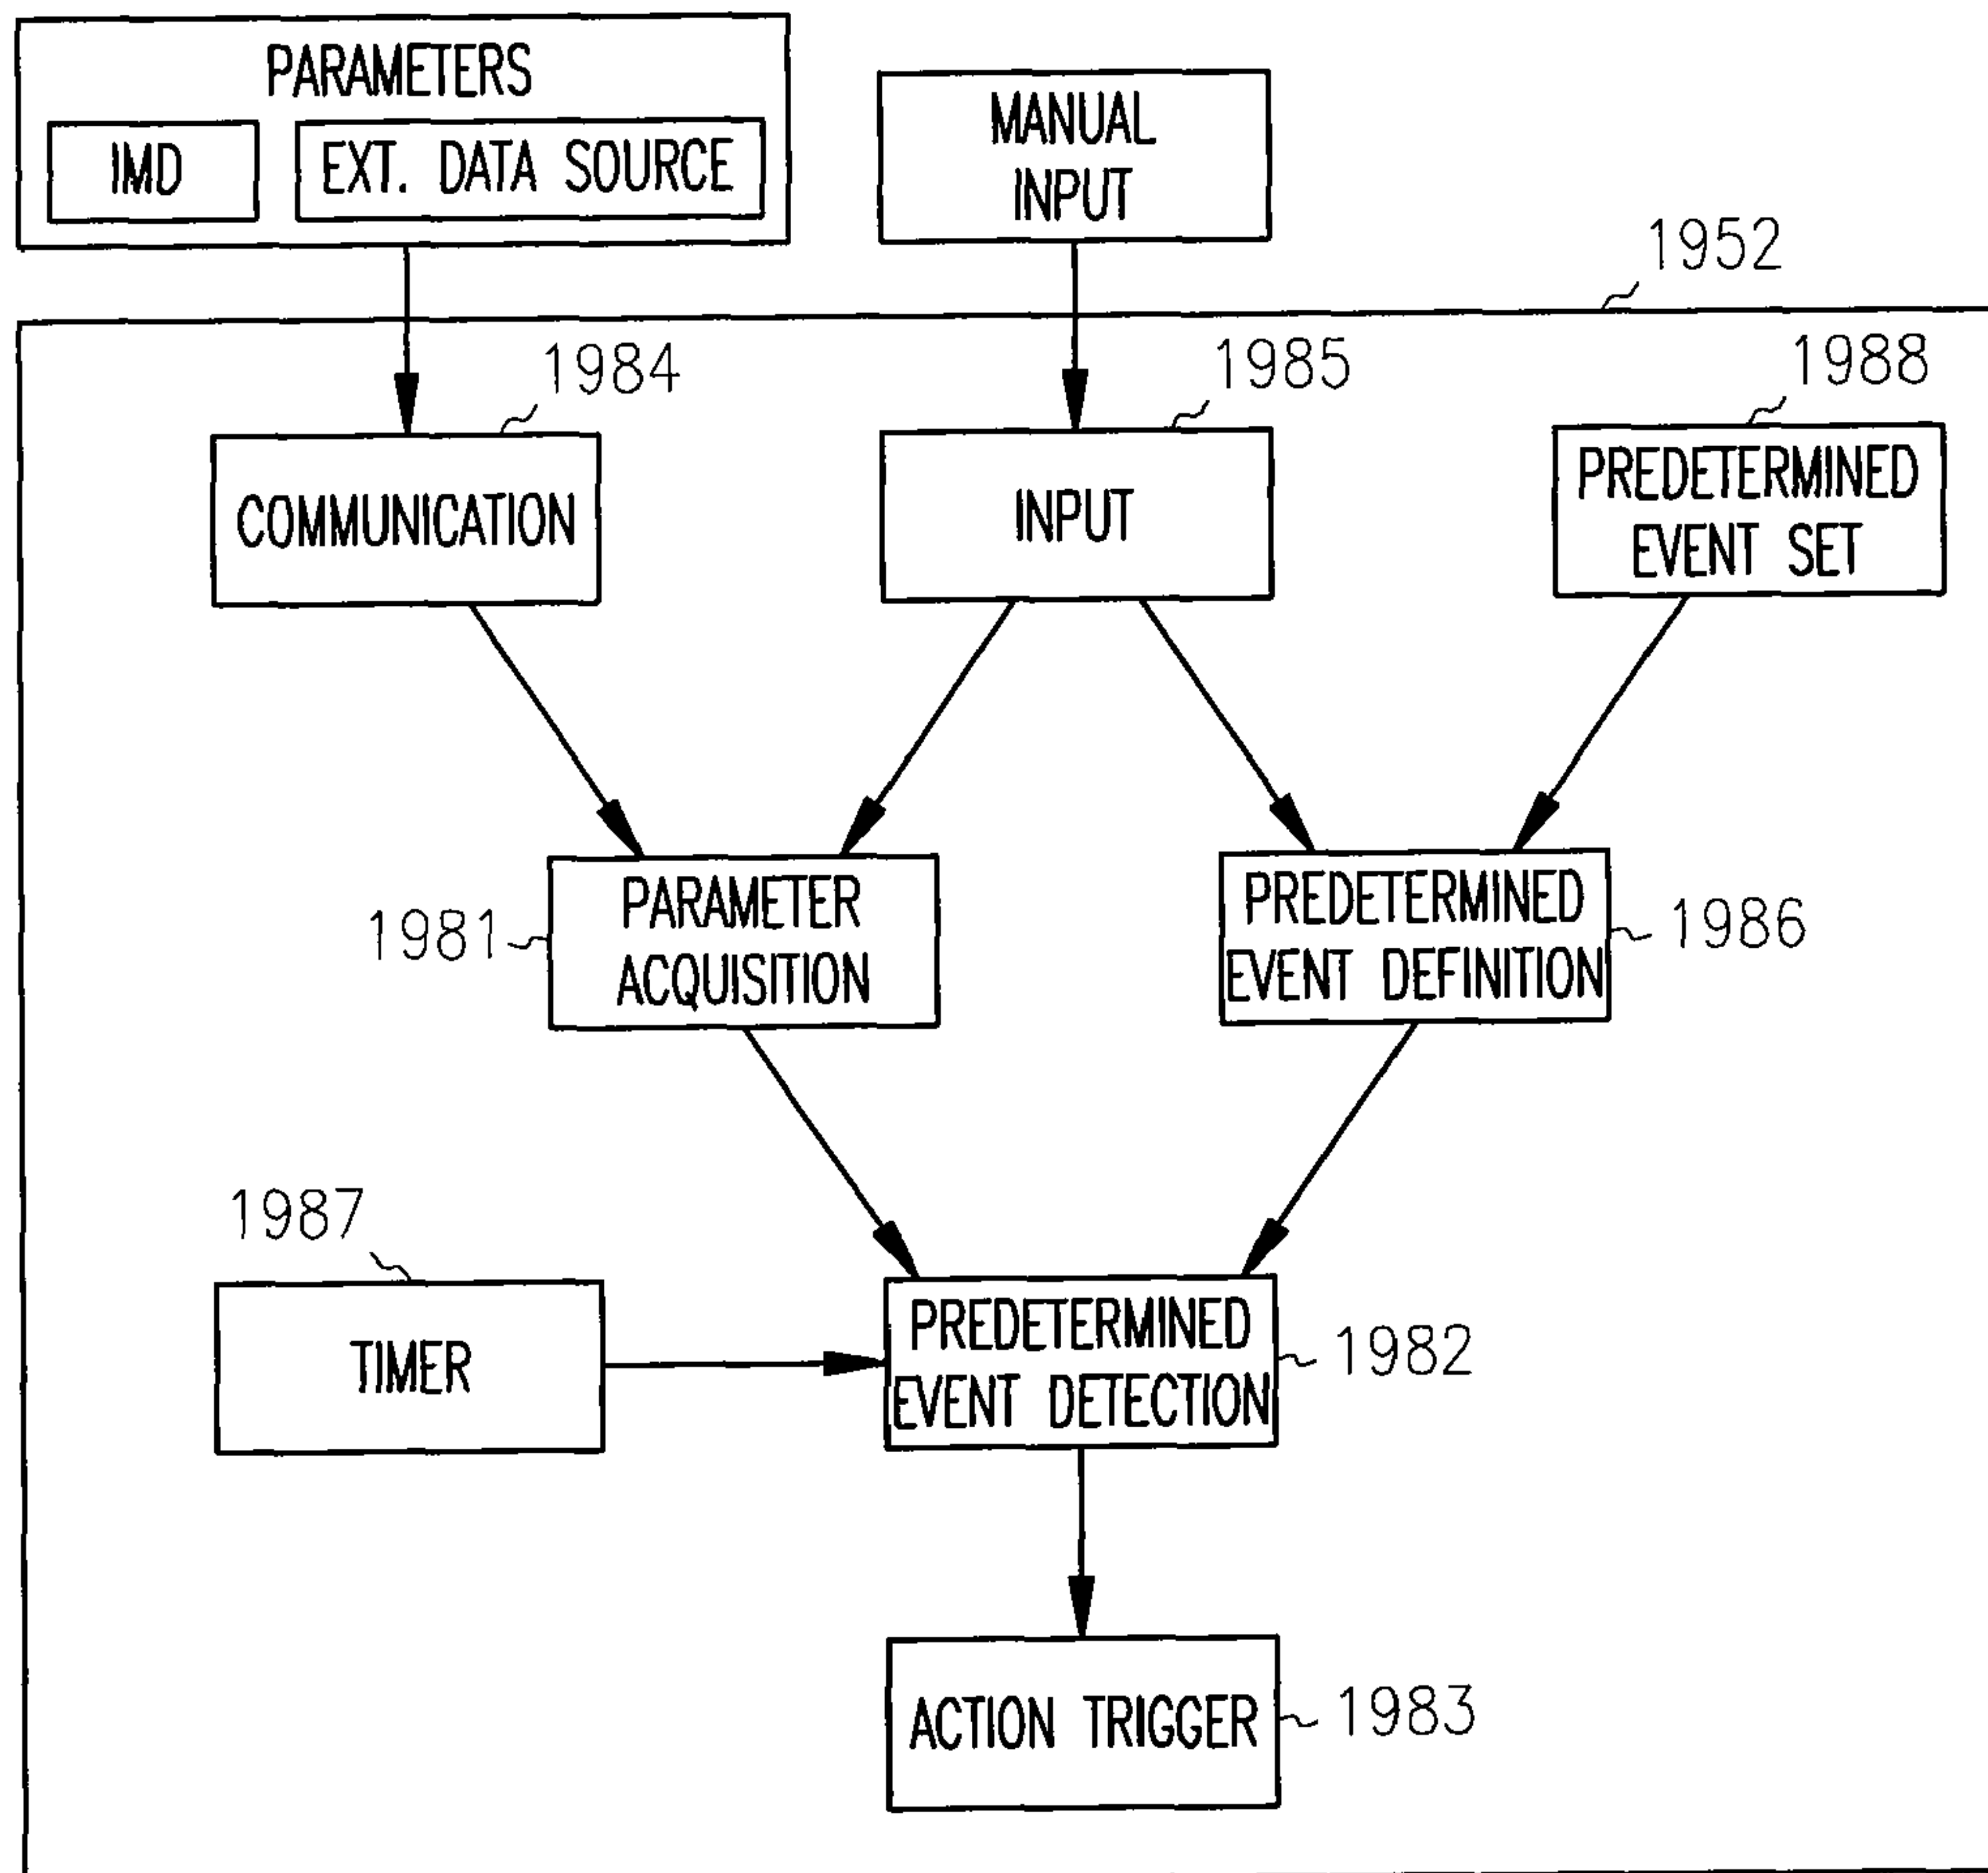 PARAMETERS
IMD
EXT. DATA SOURCE
MANUAL
INPUT
1952
1984
1985
1988
COMMUNICATION
INPUT
PREDETERMINED
EVENT SET
1981
PARAMETER
ACQUISITION
PREDETERMINED
EVENT DEFINITION
1986
1987
TIMER
PREDETERMINED
EVENT DETECTION
1982
ACTION TRIGGER
1983